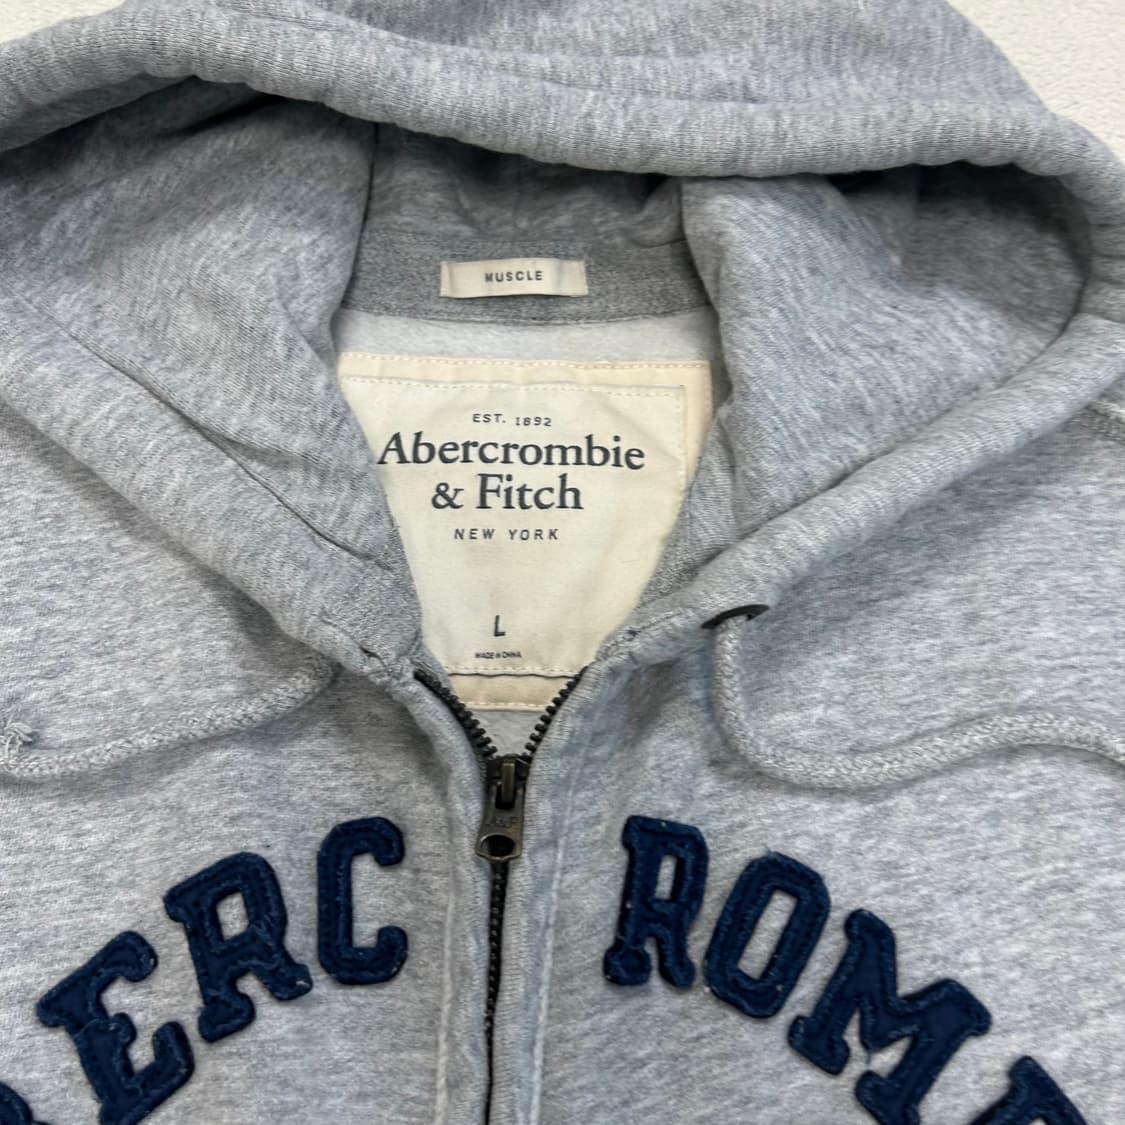 MUSCLE
EST. 1892
Abercrombie
& Fitch
NEW YORK
L
MADE IN CHINA
A&F
ERC ROM